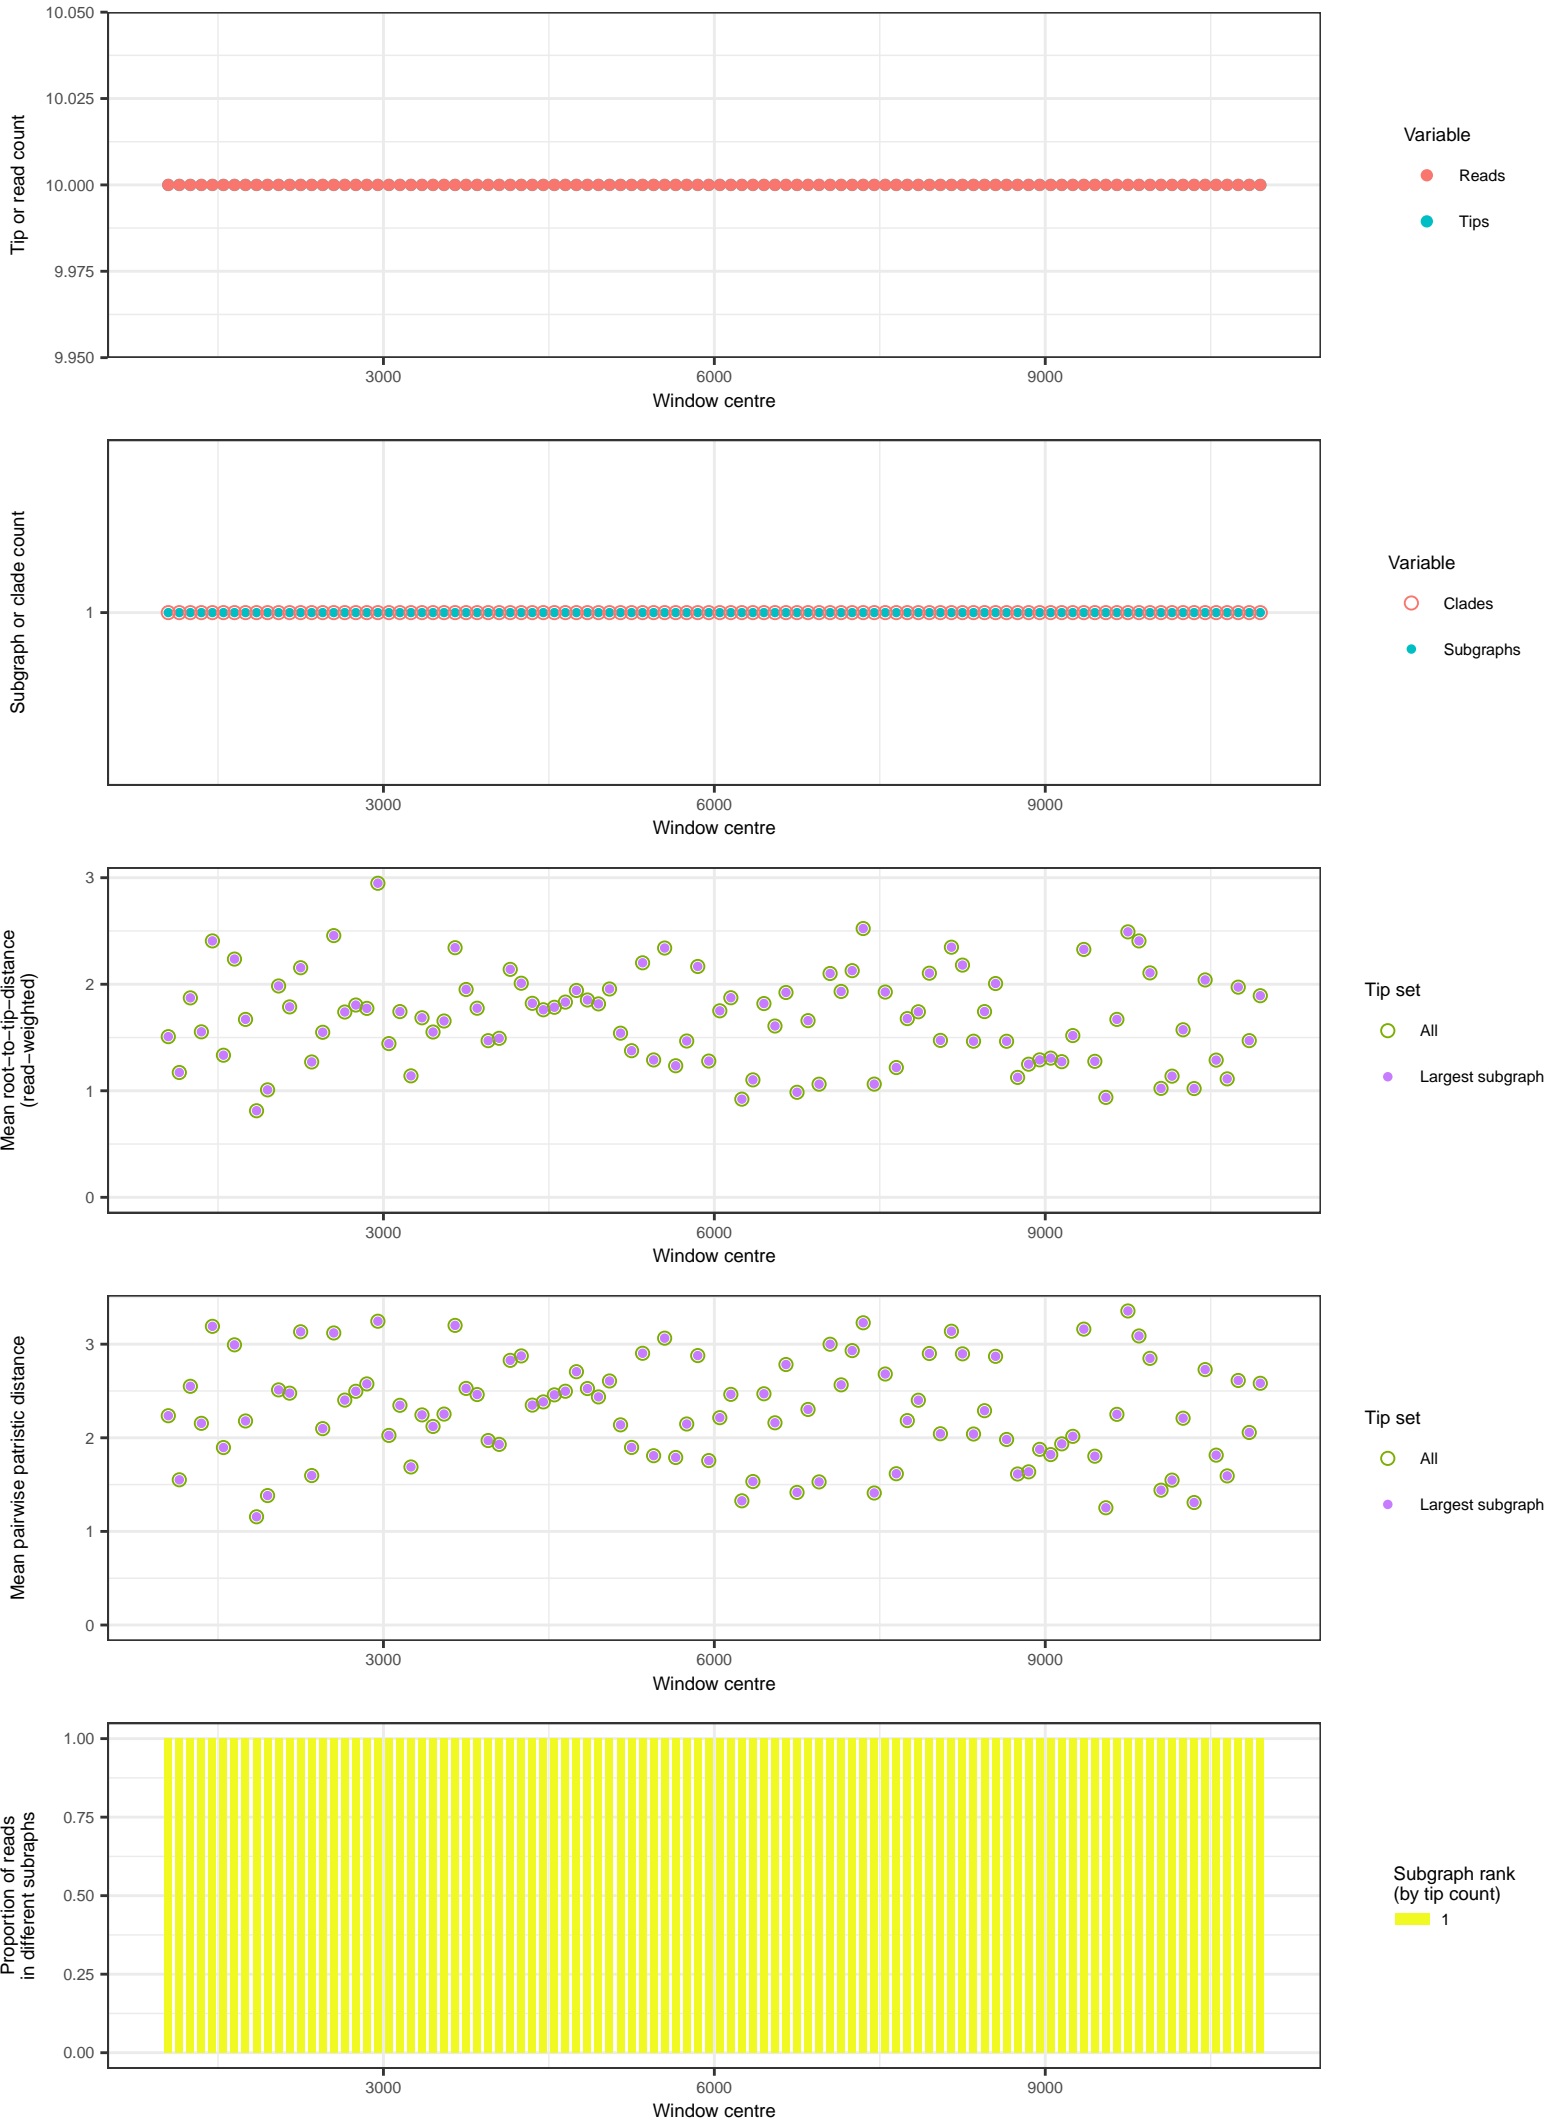 10.050
10.025
10.000
9.975
9.950
Tip or read count
3000 6000 9000
Window centre
Variable
Reads
Tips
1
Subgraph or clade count
3000 6000 9000
Window centre
Variable
Clades
Subgraphs
3
2
1
0
Mean root−to−tip−distance
(read−weighted)
3000 6000 9000
Window centre
Tip set
All
Largest subgraph
3
2
1
0
Mean pairwise patristic distance
3000 6000 9000
Window centre
Tip set
All
Largest subgraph
1.00
0.75
0.50
0.25
0.00
Proportion of reads
in different subraphs
3000 6000 9000
Window centre
Subgraph rank
(by tip count)
1